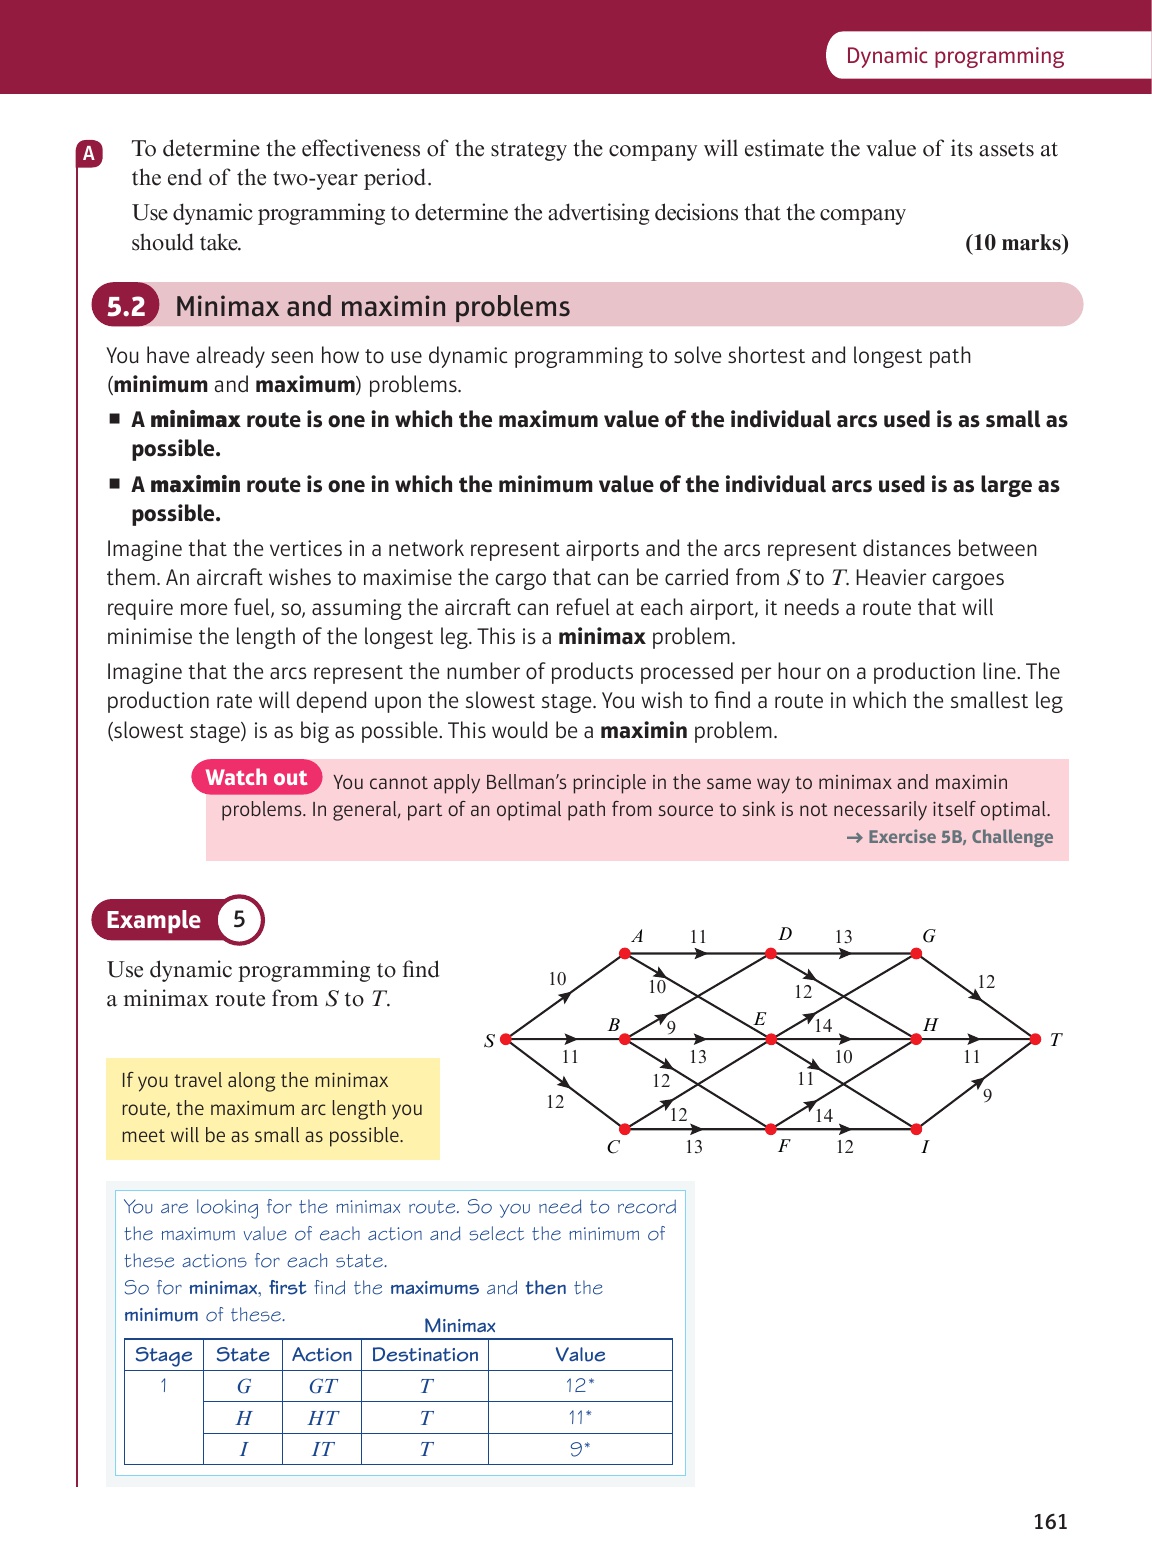 Dynamic programming
A
To determine the effectiveness of the strategy the company will estimate the value of its assets at
the end of the two-year period.
Use dynamic programming to determine the advertising decisions that the company
should take. (10 marks)
5.2 Minimax and maximin problems
You have already seen how to use dynamic programming to solve shortest and longest path
(minimum and maximum) problems.
■ A minimax route is one in which the maximum value of the individual arcs used is as small as
possible.
■ A maximin route is one in which the minimum value of the individual arcs used is as large as
possible.
Imagine that the vertices in a network represent airports and the arcs represent distances between
them. An aircraft wishes to maximise the cargo that can be carried from S to T. Heavier cargoes
require more fuel, so, assuming the aircraft can refuel at each airport, it needs a route that will
minimise the length of the longest leg. This is a minimax problem.
Imagine that the arcs represent the number of products processed per hour on a production line. The
production rate will depend upon the slowest stage. You wish to find a route in which the smallest leg
(slowest stage) is as big as possible. This would be a maximin problem.
Watch out You cannot apply Bellman's principle in the same way to minimax and maximin
problems. In general, part of an optimal path from source to sink is not necessarily itself optimal.
→ Exercise 5B, Challenge
Example 5
Use dynamic programming to find
a minimax route from S to T.
If you travel along the minimax
route, the maximum arc length you
meet will be as small as possible.
A 11 D 13 G
10 10 12 12
S B 9 E 14 H T
11 13 10 11
12 12 11 9
12 14
C 13 F 12 I
You are looking for the minimax route. So you need to record
the maximum value of each action and select the minimum of
these actions for each state.
So for minimax, first find the maximums and then the
minimum of these.
Minimax
Stage State Action Destination Value
1 G GT T 12*
H HT T 11*
I IT T 9*
161